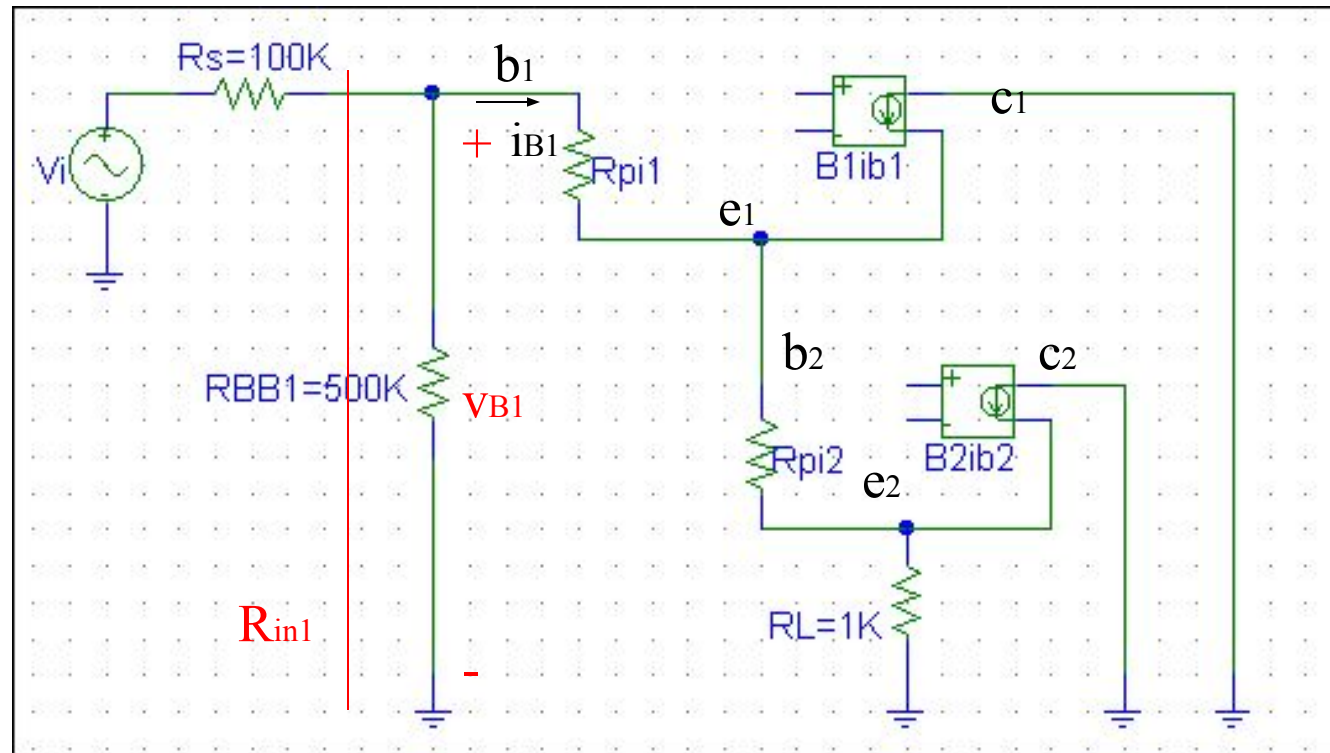 Rs=100K
b1
c1
+
iB1
+
-
Vi
+
-
Rpi1
B1ib1
e1
b2
c2
RBB1=500K
vB1
+
-
Rpi2
B2ib2
e2
Rin1
RL=1K
-